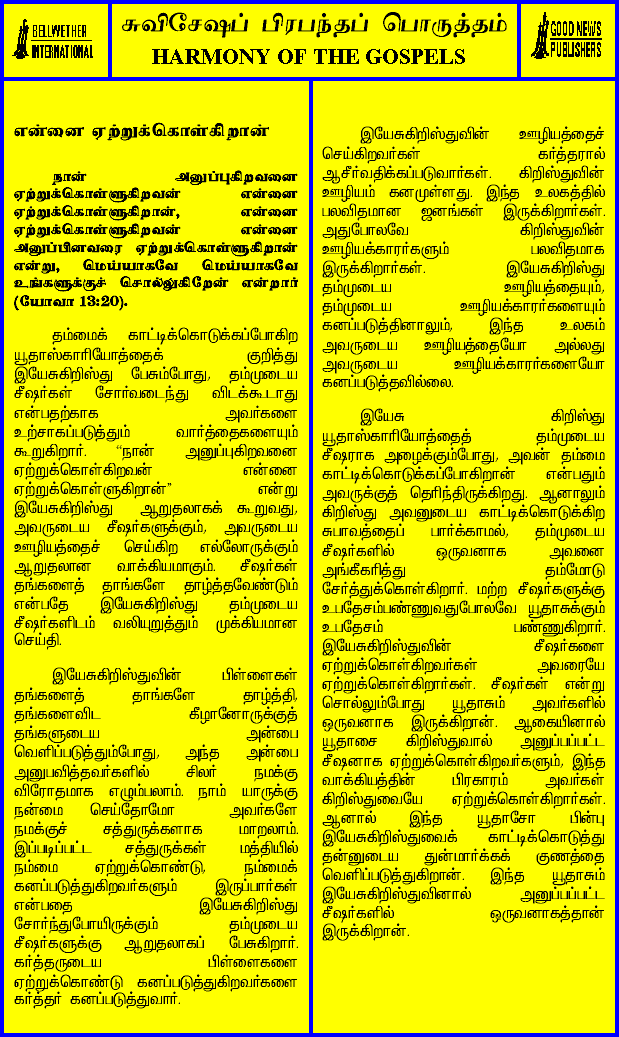 BELLWETHER
INTERNATIONAL
சுவிசேஷப் பிரபந்தப் பொருத்தம்
HARMONY OF THE GOSPELS
GOOD NEWS
PUBLISHERS
என்னை ஏற்றுக்கொள்கிறான்
நான் அனுப்புகிறவனை
ஏற்றுக்கொள்ளுகிறவன் என்னை
ஏற்றுக்கொள்ளுகிறான், என்னை
ஏற்றுக்கொள்ளுகிறவன் என்னை
அனுப்பினவரை ஏற்றுக்கொள்ளுகிறான்
என்று, மெய்யாகவே மெய்யாகவே
உங்களுக்குச் சொல்லுகிறேன் என்றார்
(யோவா 13:20).
தம்மைக் காட்டிக்கொடுக்கப்போகிற
யூதாஸ்காரியோத்தைக் குறித்து
இயேசுகிறிஸ்து பேசும்போது, தம்முடைய
சீஷர்கள் சோர்வடைந்து விடக்கூடாது
என்பதற்காக அவர்களை
உற்சாகப்படுத்தும் வார்த்தைகளையும்
கூறுகிறார். “நான் அனுப்புகிறவனை
ஏற்றுக்கொள்கிறவன் என்னை
ஏற்றுக்கொள்ளுகிறான்” என்று
இயேசுகிறிஸ்து ஆறுதலாகக் கூறுவது,
அவருடைய சீஷர்களுக்கும், அவருடைய
ஊழியத்தைச் செய்கிற எல்லோருக்கும்
ஆறுதலான வாக்கியமாகும். சீஷர்கள்
தங்களைத் தாங்களே தாழ்த்தவேண்டும்
என்பதே இயேசுகிறிஸ்து தம்முடைய
சீஷர்களிடம் வலியுறுத்தும் முக்கியமான
செய்தி.
இயேசுகிறிஸ்துவின் பிள்ளைகள்
தங்களைத் தாங்களே தாழ்த்தி,
தங்களைவிட கீழானோருக்குத்
தங்களுடைய அன்பை
வெளிப்படுத்தும்போது, அந்த அன்பை
அனுபவித்தவர்களில் சிலர் நமக்கு
விரோதமாக எழும்பலாம். நாம் யாருக்கு
நன்மை செய்தோமோ அவர்களே
நமக்குச் சத்துருக்களாக மாறலாம்.
இப்படிப்பட்ட சத்துருக்கள் மத்தியில்
நம்மை ஏற்றுக்கொண்டு, நம்மைக்
கனப்படுத்துகிறவர்களும் இருப்பார்கள்
என்பதை இயேசுகிறிஸ்து
சோர்ந்துபோயிருக்கும் தம்முடைய
சீஷர்களுக்கு ஆறுதலாகப் பேசுகிறார்.
கர்த்தருடைய பிள்ளைகளை
ஏற்றுக்கொண்டு கனப்படுத்துகிறவர்களை
கர்த்தர் கனப்படுத்துவார்.
இயேசுகிறிஸ்துவின் ஊழியத்தைச்
செய்கிறவர்கள் கர்த்தரால்
ஆசீர்வதிக்கப்படுவார்கள். கிறிஸ்துவின்
ஊழியம் கனமுள்ளது. இந்த உலகத்தில்
பலவிதமான ஜனங்கள் இருக்கிறார்கள்.
அதுபோலவே கிறிஸ்துவின்
ஊழியக்காரர்களும் பலவிதமாக
இருக்கிறார்கள். இயேசுகிறிஸ்து
தம்முடைய ஊழியத்தையும்,
தம்முடைய ஊழியக்காரர்களையும்
கனப்படுத்தினாலும், இந்த உலகம்
அவருடைய ஊழியத்தையோ அல்லது
அவருடைய ஊழியக்காரர்களையோ
கனப்படுத்தவில்லை.
இயேசு கிறிஸ்து
யூதாஸ்காரியோத்தைத் தம்முடைய
சீஷராக அழைக்கும்போது, அவன் தம்மை
காட்டிக்கொடுக்கப்போகிறான் என்பதும்
அவருக்குத் தெரிந்திருக்கிறது. ஆனாலும்
கிறிஸ்து அவனுடைய காட்டிக்கொடுக்கிற
சுபாவத்தைப் பார்க்காமல், தம்முடைய
சீஷர்களில் ஒருவனாக அவனை
அங்கீகரித்து தம்மோடு
சேர்த்துக்கொள்கிறார். மற்ற சீஷர்களுக்கு
உபதேசம்பண்ணுவதுபோலவே யூதாசுக்கும்
உபதேசம் பண்ணுகிறார்.
இயேசுகிறிஸ்துவின் சீஷர்களை
ஏற்றுக்கொள்கிறவர்கள் அவரையே
ஏற்றுக்கொள்கிறார்கள். சீஷர்கள் என்று
சொல்லும்போது யூதாசும் அவர்களில்
ஒருவனாக இருக்கிறான். ஆகையினால்
யூதாசை கிறிஸ்துவால் அனுப்பப்பட்ட
சீஷனாக ஏற்றுக்கொள்கிறவர்களும், இந்த
வாக்கியத்தின் பிரகாரம் அவர்கள்
கிறிஸ்துவையே ஏற்றுக்கொள்கிறார்கள்.
ஆனால் இந்த யூதாசோ பின்பு
இயேசுகிறிஸ்துவைக் காட்டிக்கொடுத்து
தன்னுடைய துன்மார்க்கக் குணத்தை
வெளிப்படுத்துகிறான். இந்த யூதாசும்
இயேசுகிறிஸ்துவினால் அனுப்பப்பட்ட
சீஷர்களில் ஒருவனாகத்தான்
இருக்கிறான்.